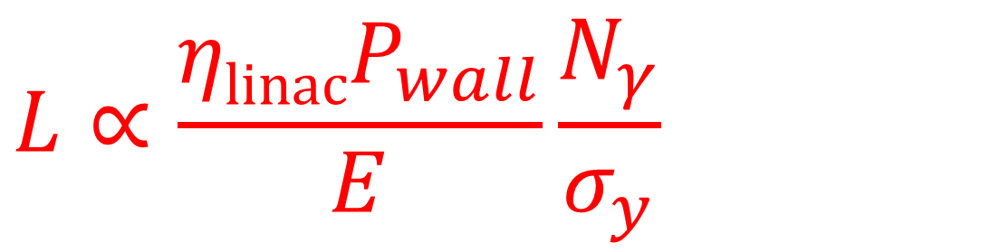 L ∝ η_linac P_wall / E N_γ / σ_y